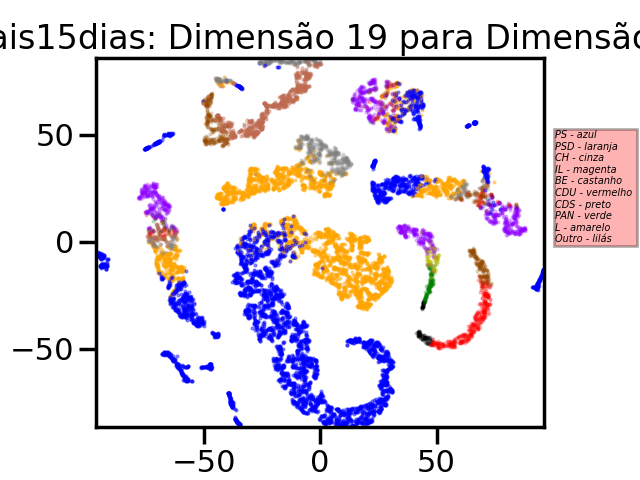 ais15dias: Dimensão 19 para Dimensão
50
0
−50
−50
0
50
PS - azul
PSD - laranja
CH - cinza
IL - magenta
BE - castanho
CDU - vermelho
CDS - preto
PAN - verde
L - amarelo
Outro - lilás